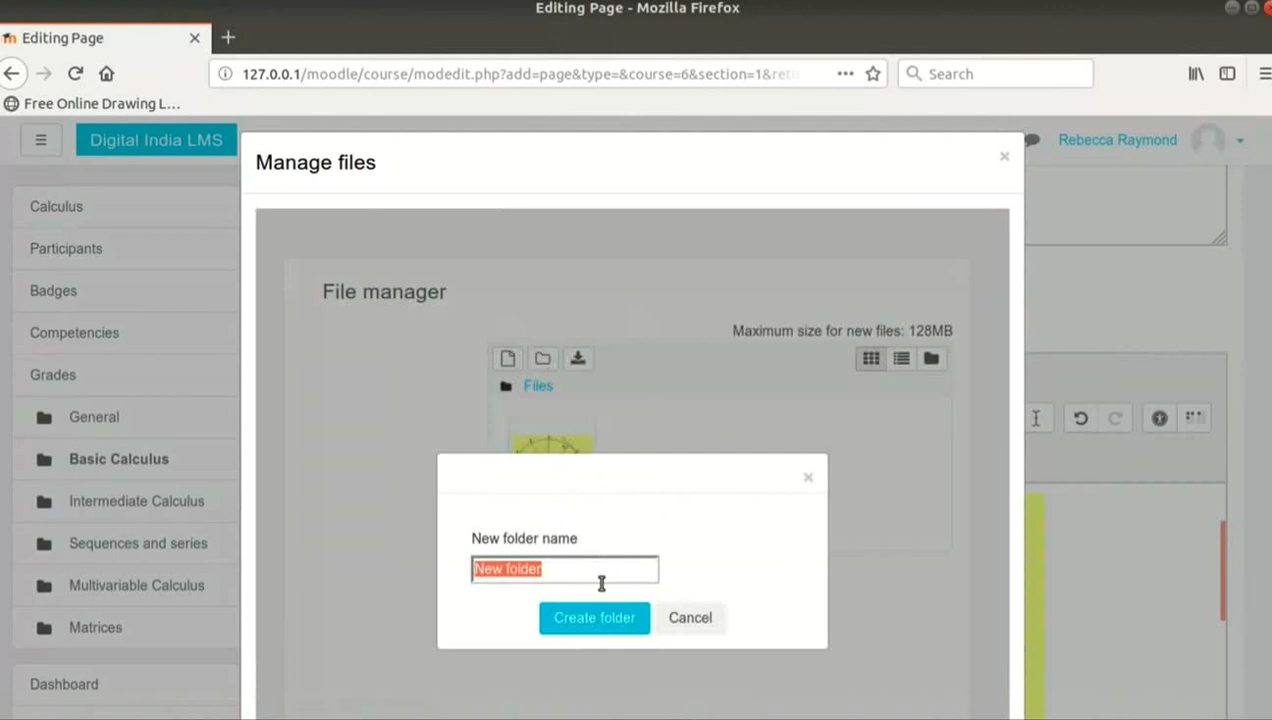 Editing Page - Mozilla Firefox
Editing Page
127.0.0.1/moodle/course/modedit.php?add=page&type=&course=6&section=1&ret
Search
Free Online Drawing L...
Digital India LMS
Rebecca Raymond
Manage files
Calculus
Participants
Badges
Competencies
Grades
General
Basic Calculus
Intermediate Calculus
Sequences and series
Multivariable Calculus
Matrices
Dashboard
File manager
Maximum size for new files: 128MB
Files
New folder name
New folder
Create folder
Cancel